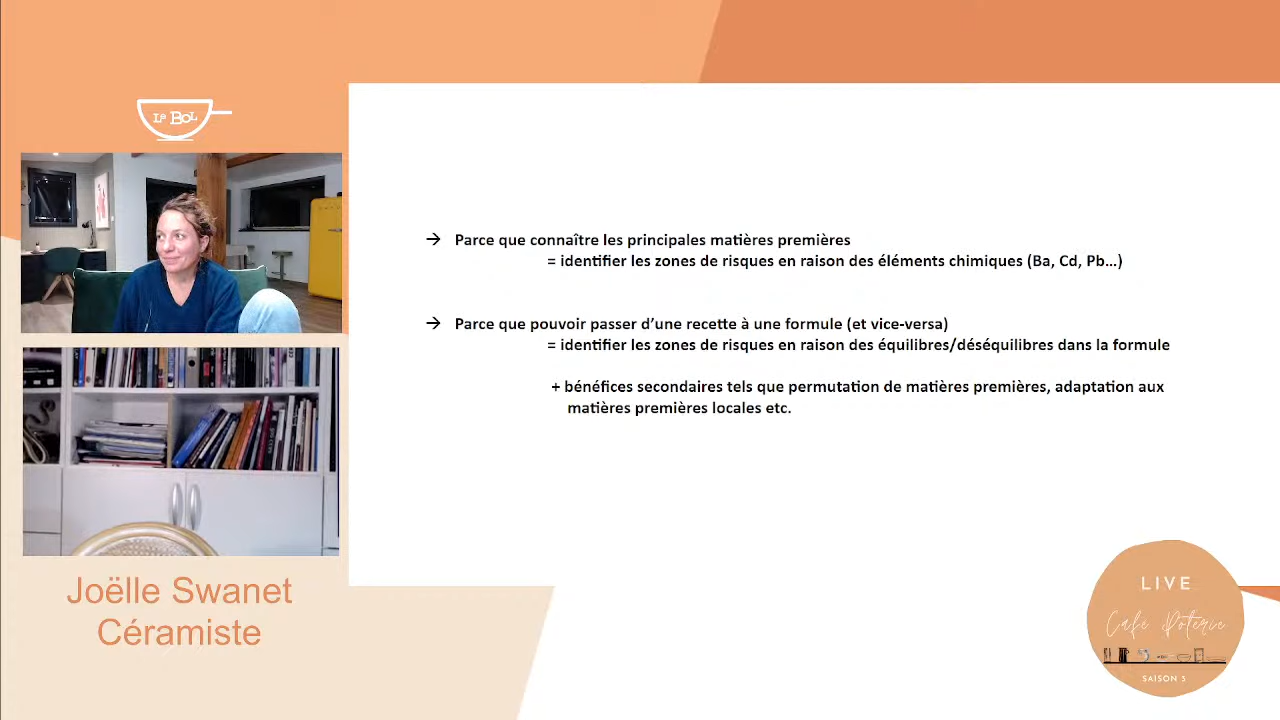 Le BoL
→ Parce que connaître les principales matières premières
= identifier les zones de risques en raison des éléments chimiques (Ba, Cd, Pb...)
→ Parce que pouvoir passer d’une recette à une formule (et vice-versa)
= identifier les zones de risques en raison des équilibres/déséquilibres dans la formule
+ bénéfices secondaires tels que permutation de matières premières, adaptation aux
matières premières locales etc.
Joëlle Swanet
Céramiste
LIVE
Café Poterie
SAISON 5